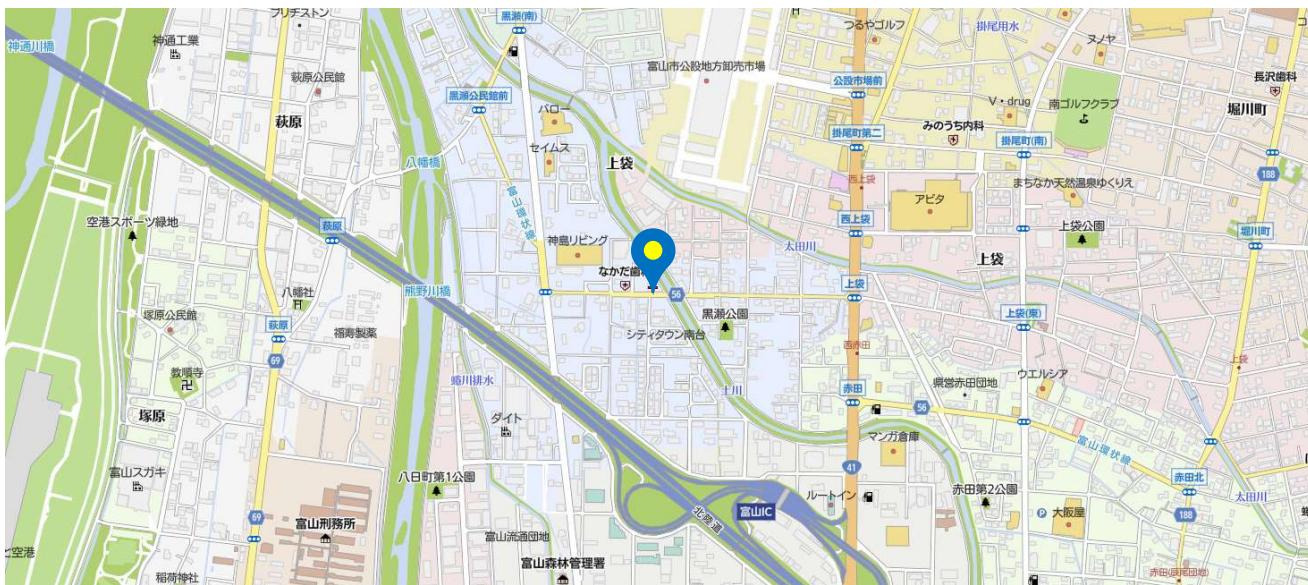 ブリヂストン
黒瀬(南)
つるやゴルフ
掛尾用水
ヌノヤ
神通川橋
神通工業
萩原公民館
富山市公設地方卸売市場
公設市場前
長沢歯科
黒瀬公民館前
バロー
V・drug
南ゴルフクラブ
堀川町
萩原
みのうち内科
掛尾町第二
掛尾町(南)
セイムス
八幡橋
上袋
188
西上袋
まちなか天然温泉ゆくりえ
アピタ
富山環状線
空港スポーツ緑地
萩原
西上袋
上袋公園
堀川町
神島リビング
太田川
上袋
なかだ歯
熊野川橋
八幡社
56
上袋
塚原公民館
黒瀬公園
上袋(東)
萩原
福寿製薬
シティタウン南台
西赤田
上袋
69
教順寺
蜷川排水
土川
赤田
県営赤田団地
ウエルシア
塚原
ダイト
56
マンガ倉庫
富山環状線
富山スガキ
八日町第1公園
41
赤田北
ルートイン
赤田第2公園
太田川
69
富山刑務所
北陸道
富山IC
大阪屋
188
富山流通団地
と空港
富山森林管理署
稲荷神社